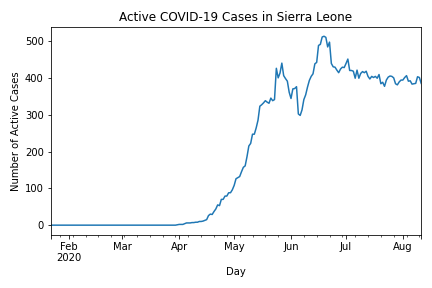 Active COVID-19 Cases in Sierra Leone
Number of Active Cases
500
400
300
200
100
0
Feb Mar Apr May Jun Jul Aug
2020
Day